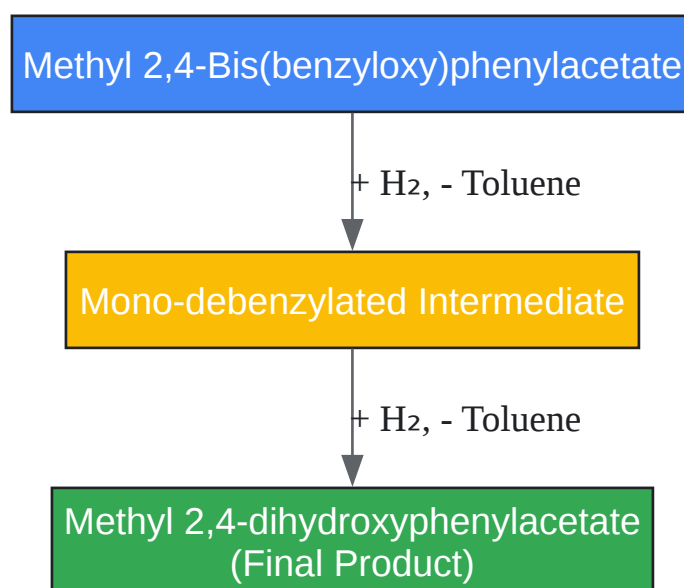 Methyl 2,4-Bis(benzyloxy)phenylacetate
+ H₂, - Toluene
Mono-debenzylated Intermediate
+ H₂, - Toluene
Methyl 2,4-dihydroxyphenylacetate
(Final Product)